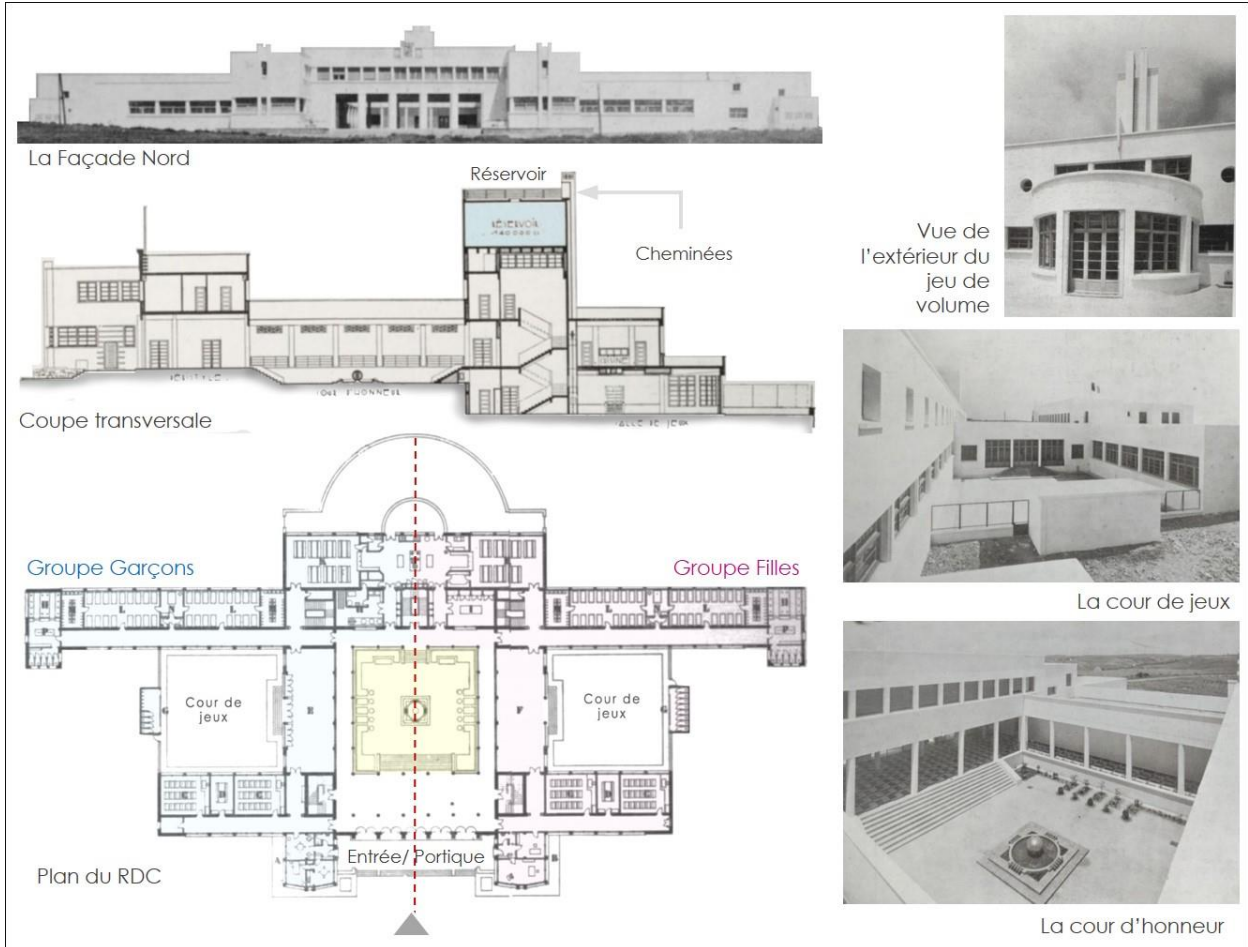 La Façade Nord
Réservoir
RÉSERVOIR
Cheminées
Coupe transversale
SALLE DE JEUX
Vue de
l'extérieur du
jeu de
volume
La cour de jeux
La cour d'honneur
Groupe Garçons
Groupe Filles
Cour de
jeux
Cour de
jeux
E
F
G
G
L
N
L
L
L
P
P
A
B
Entrée/ Portique
Plan du RDC